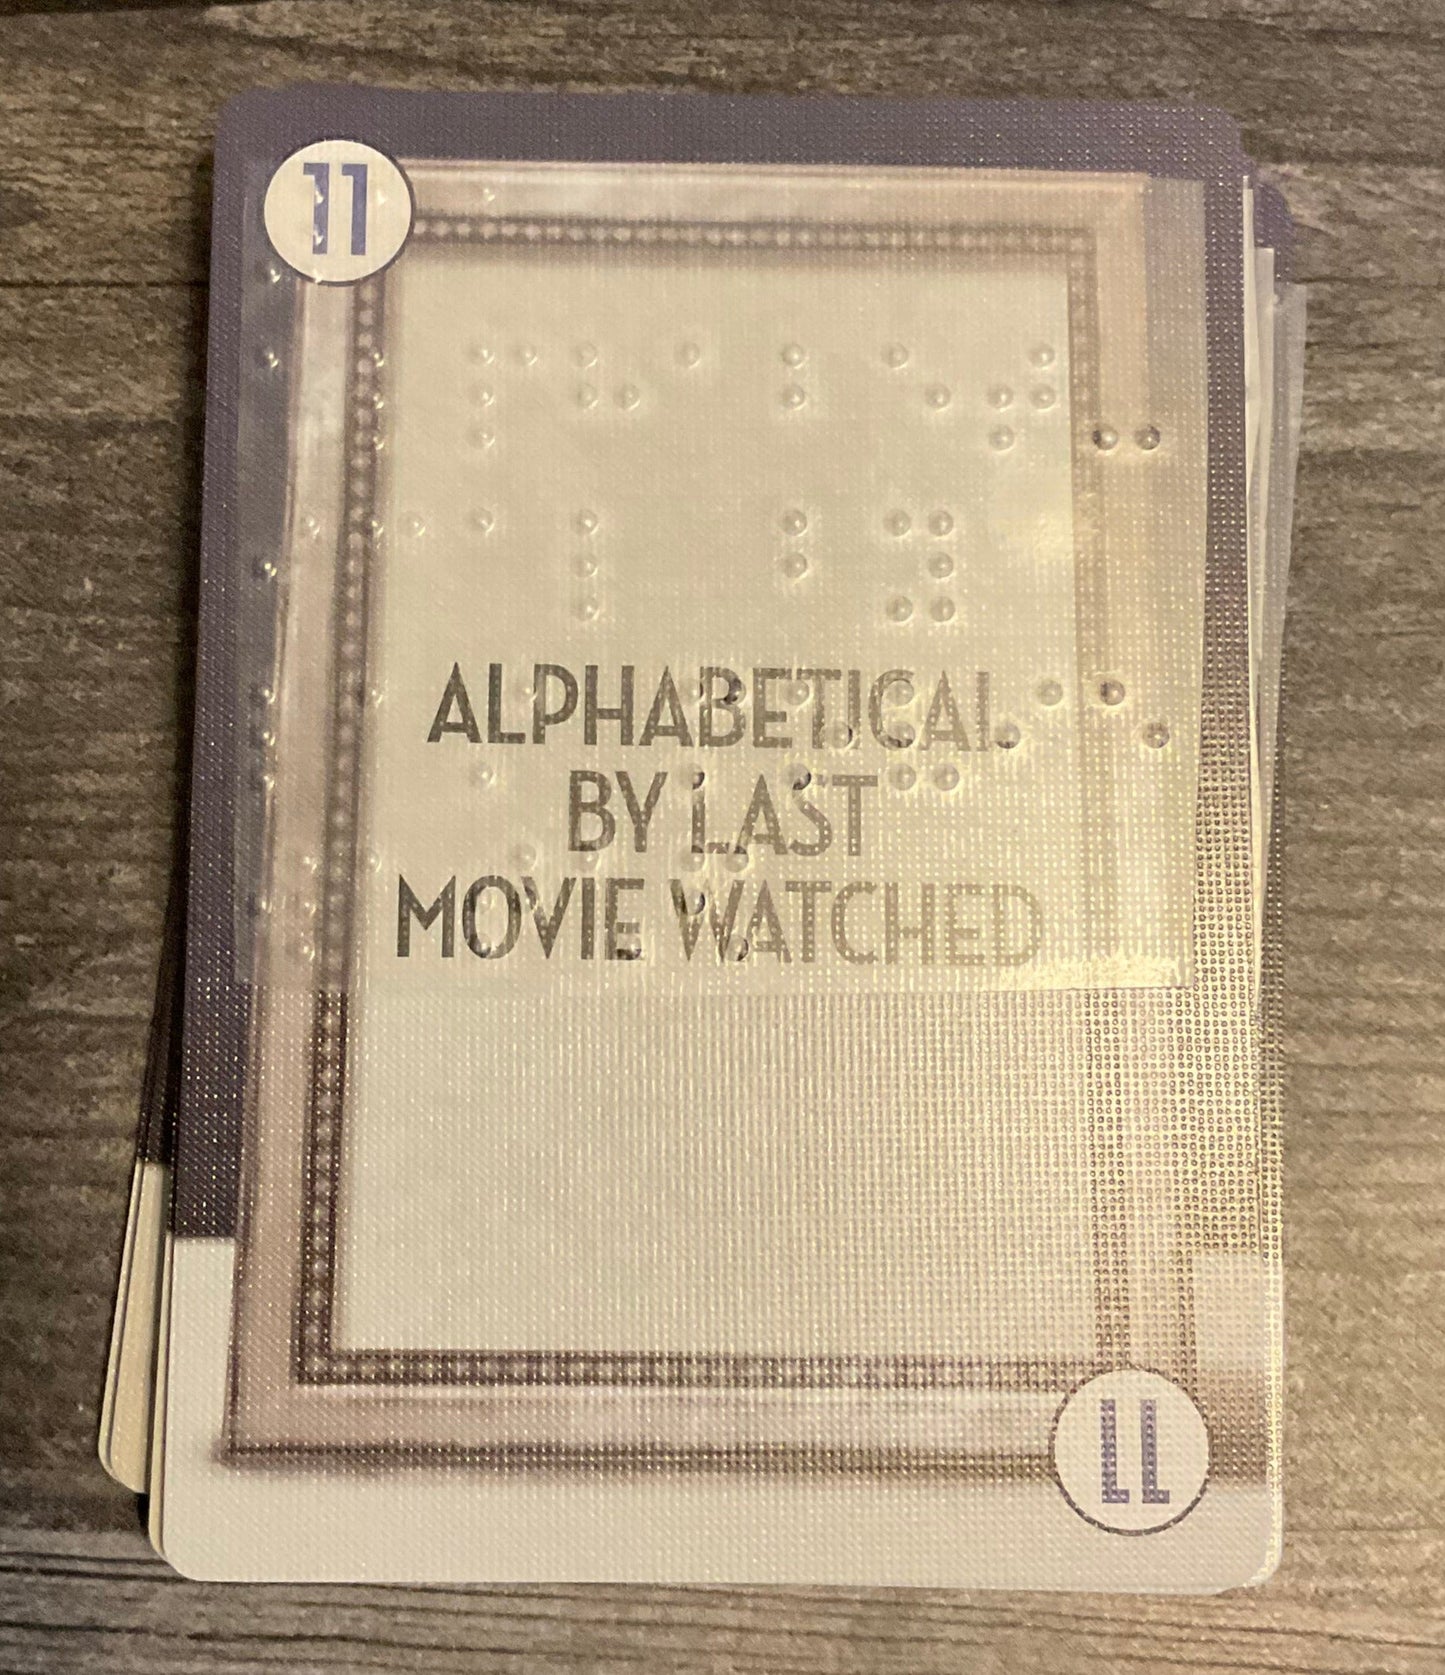 11
⠼⠁⠁
⠁⠇⠏⠓⠁⠃⠑⠞⠤
⠊⠉⠁⠇ ⠃⠽
⠇⠁⠌ ⠍⠕⠧⠊⠑
⠺⠁⠞⠡⠫
ALPHABETICAL
BY LAST
MOVIE WATCHED
11